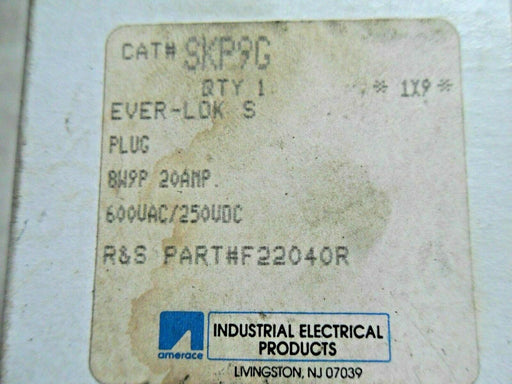 CAT# SKP9G
QTY 1 * 1X9 *
EVER-LOK S
PLUG
8W9P 20AMP.
600VAC/250VDC
R&S PART#F22040R
amerace
INDUSTRIAL ELECTRICAL
PRODUCTS
LIVINGSTON, NJ 07039